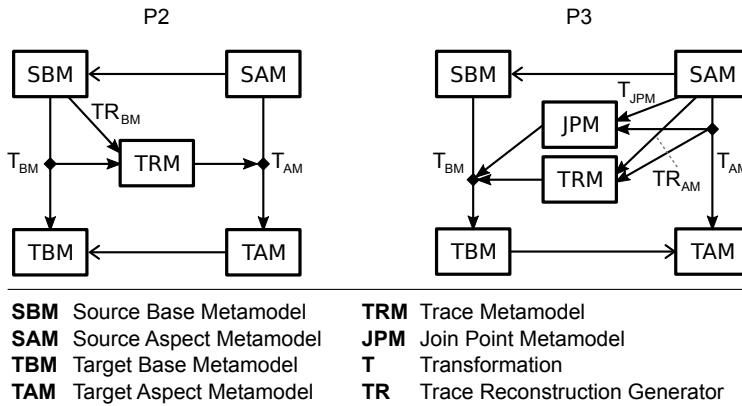 P2 P3
SBM SAM SBM SAM
TR_BM T_JPM
JPM
T_BM TRM T_AM T_BM T_AM
TRM TR_AM
TBM TAM TBM TAM
SBM Source Base Metamodel TRM Trace Metamodel
SAM Source Aspect Metamodel JPM Join Point Metamodel
TBM Target Base Metamodel T Transformation
TAM Target Aspect Metamodel TR Trace Reconstruction Generator